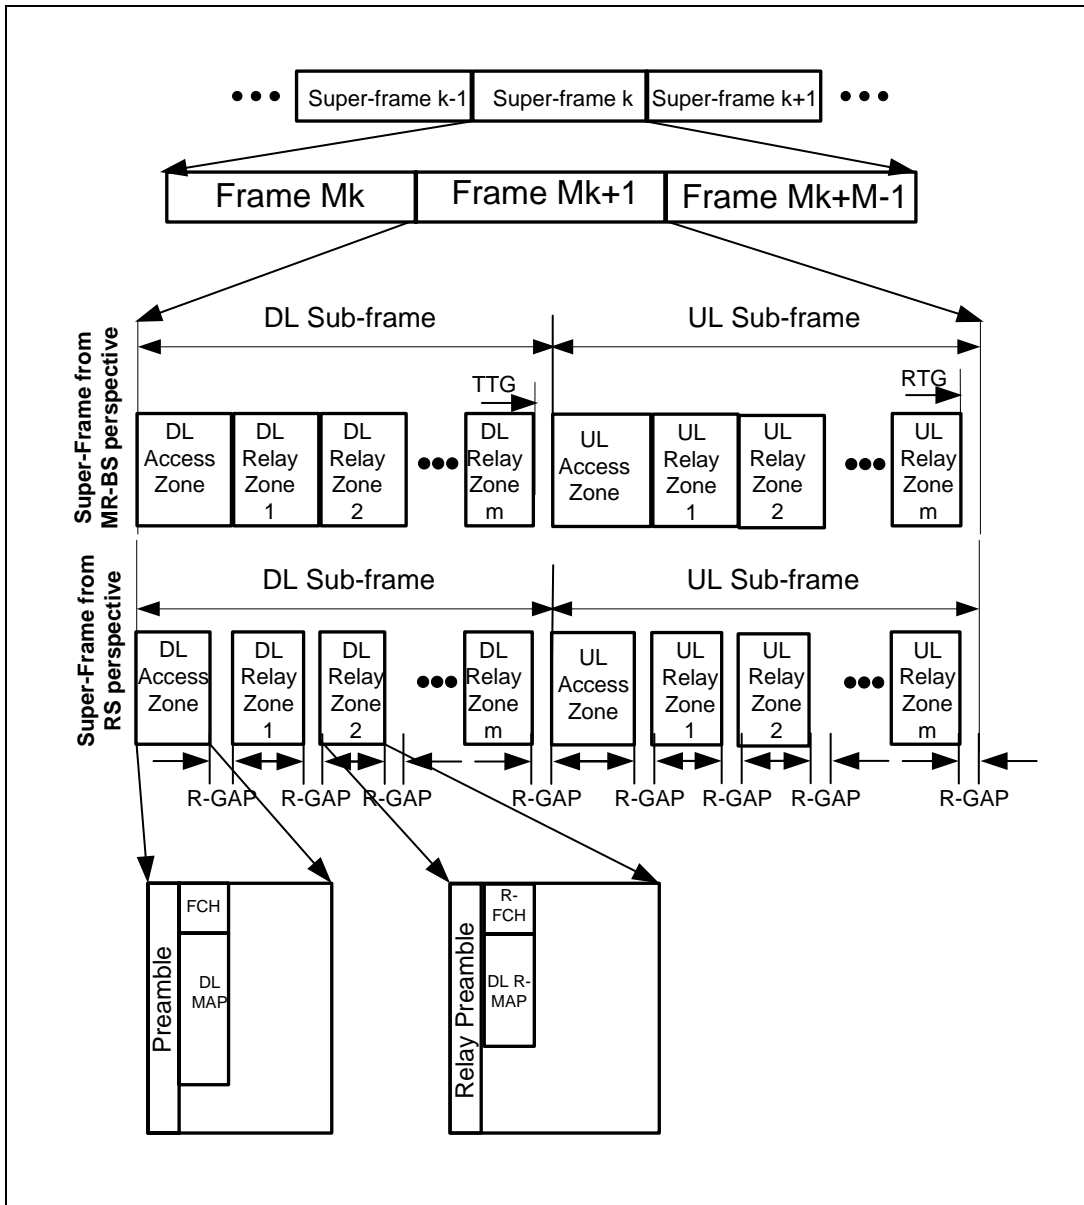 Super-frame k-1 Super-frame k Super-frame k+1
Frame Mk Frame Mk+1 Frame Mk+M-1
DL Sub-frame UL Sub-frame
Super-Frame from
MR-BS perspective
TTG RTG
DL
Access
Zone
DL
Relay
Zone
1
DL
Relay
Zone
2
DL
Relay
Zone
m
UL
Access
Zone
UL
Relay
Zone
1
UL
Relay
Zone
2
UL
Relay
Zone
m
DL Sub-frame UL Sub-frame
Super-Frame from
RS perspective
DL
Access
Zone
DL
Relay
Zone
1
DL
Relay
Zone
2
DL
Relay
Zone
m
UL
Access
Zone
UL
Relay
Zone
1
UL
Relay
Zone
2
UL
Relay
Zone
m
R-GAP R-GAP R-GAP R-GAP R-GAP R-GAP R-GAP R-GAP
Preamble
FCH
DL
MAP
Relay Preamble
R-
FCH
DL R-
MAP